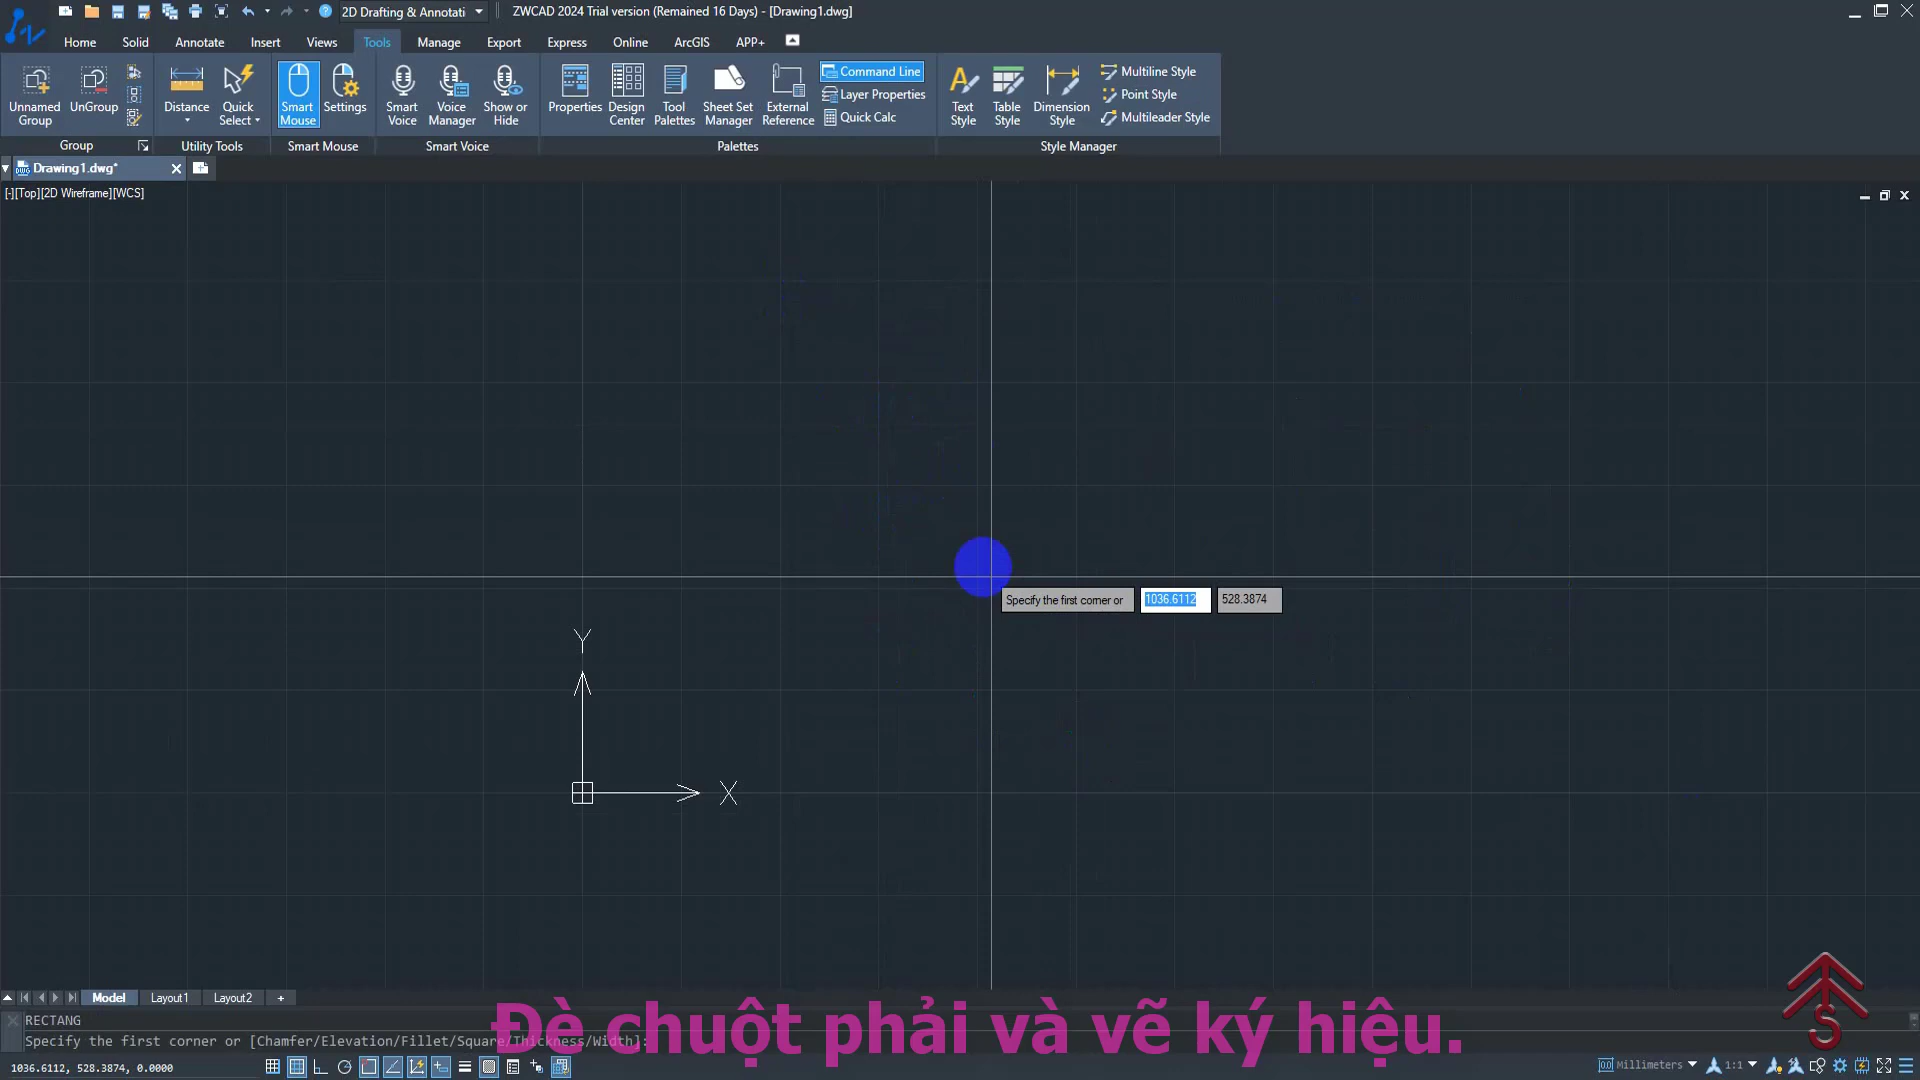 2D Drafting & Annotati
ZWCAD 2024 Trial version (Remained 16 Days) - [Drawing1.dwg]
Home Solid Annotate Insert Views Tools Manage Export Express Online ArcGIS APP+
Unnamed Group
UnGroup
Distance
Quick Select
Smart Mouse
Settings
Smart Voice
Voice Manager
Show or Hide
Properties
Design Center
Tool Palettes
Sheet Set Manager
External Reference
Command Line
Layer Properties
Quick Calc
Text Style
Table Style
Dimension Style
Multiline Style
Point Style
Multileader Style
Group Utility Tools Smart Mouse Smart Voice Palettes Style Manager
Drawing1.dwg*
[-][Top][2D Wireframe][WCS]
Specify the first corner or 1036.6112 528.3874
Y
X
Model Layout1 Layout2 +
RECTANG
Specify the first corner or [Chamfer/Elevation/Fillet/Square/Thickness/Width]:
Đè chuột phải và vẽ ký hiệu.
1036.6112, 528.3874, 0.0000
Millimeters 1:1
S